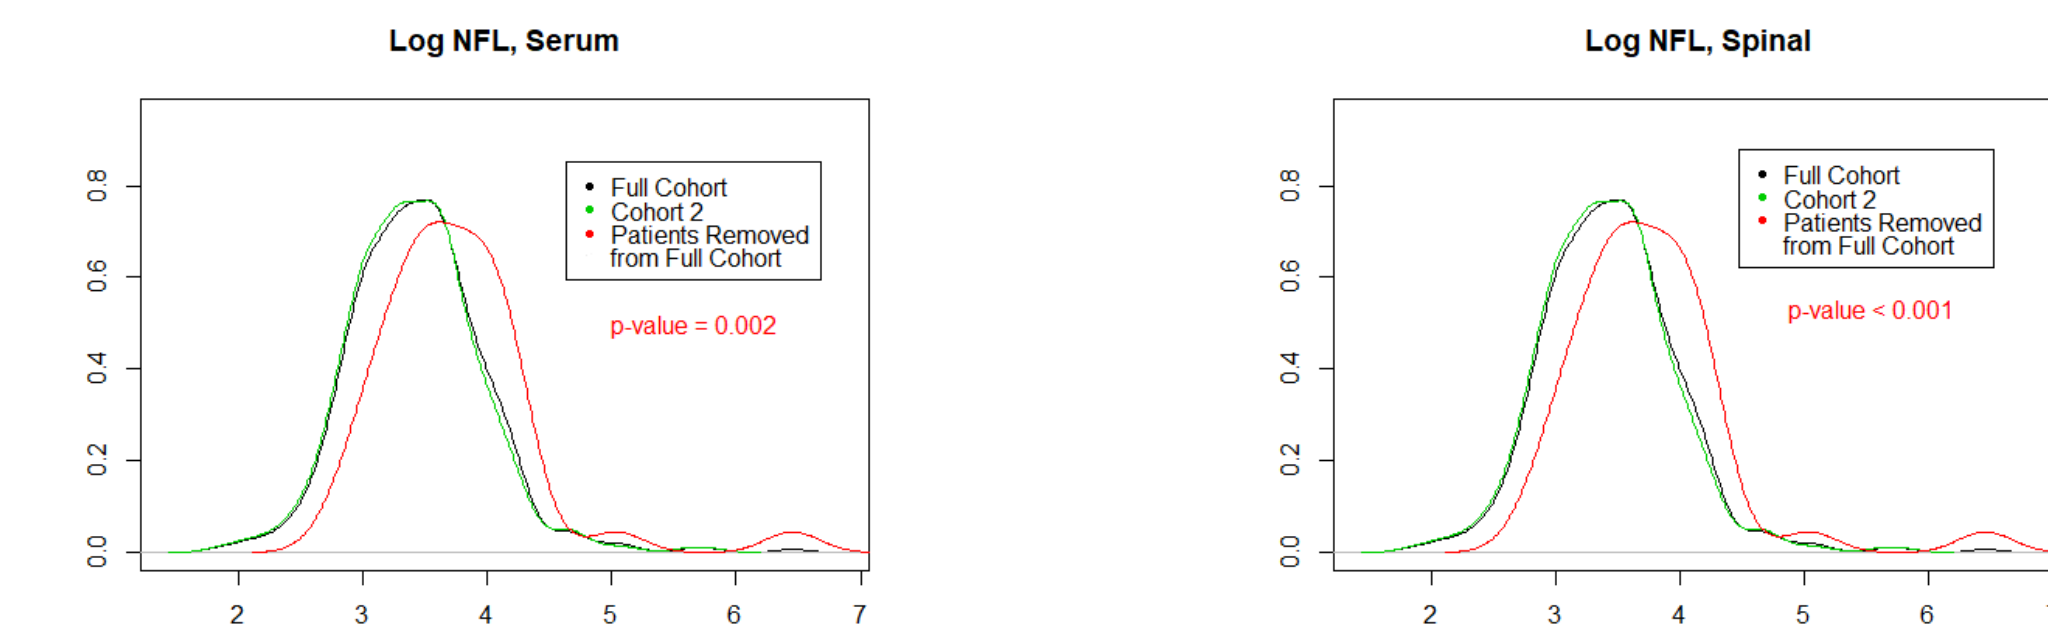 Log NFL, Serum
0.8
0.6
0.4
0.2
0.0
Full Cohort
Cohort 2
Patients Removed
from Full Cohort
p-value = 0.002
2 3 4 5 6 7
Log NFL, Spinal
0.8
0.6
0.4
0.2
0.0
Full Cohort
Cohort 2
Patients Removed
from Full Cohort
p-value < 0.001
2 3 4 5 6